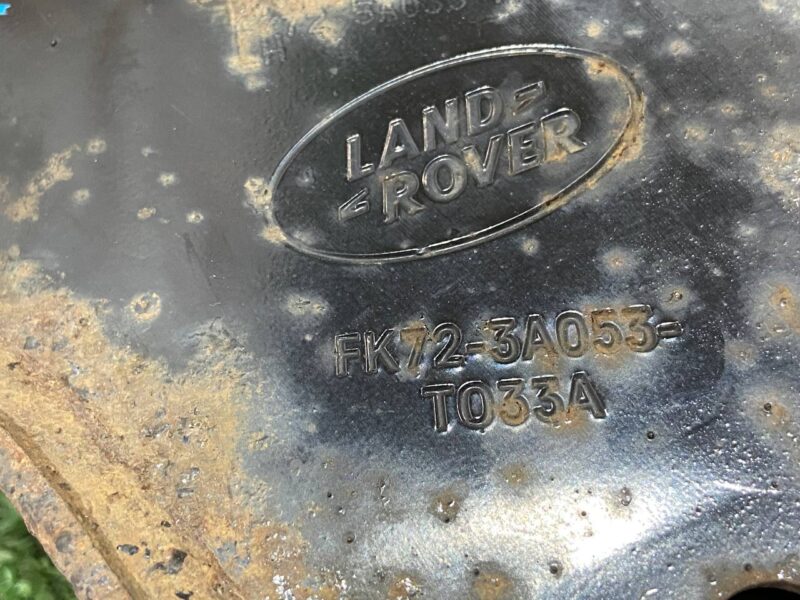 LAND
ROVER
FK72-3A053-
T033A